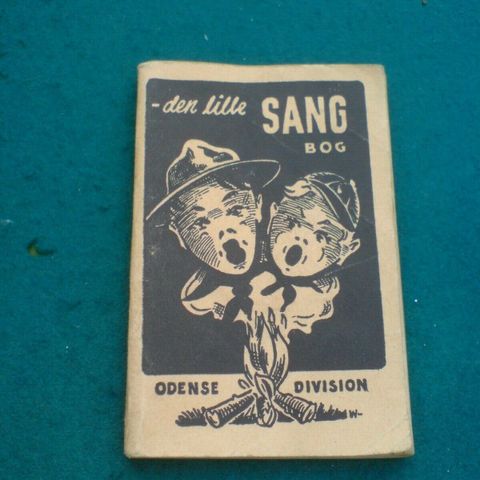 - den lille SANG
BOG
ODENSE DIVISION
W-